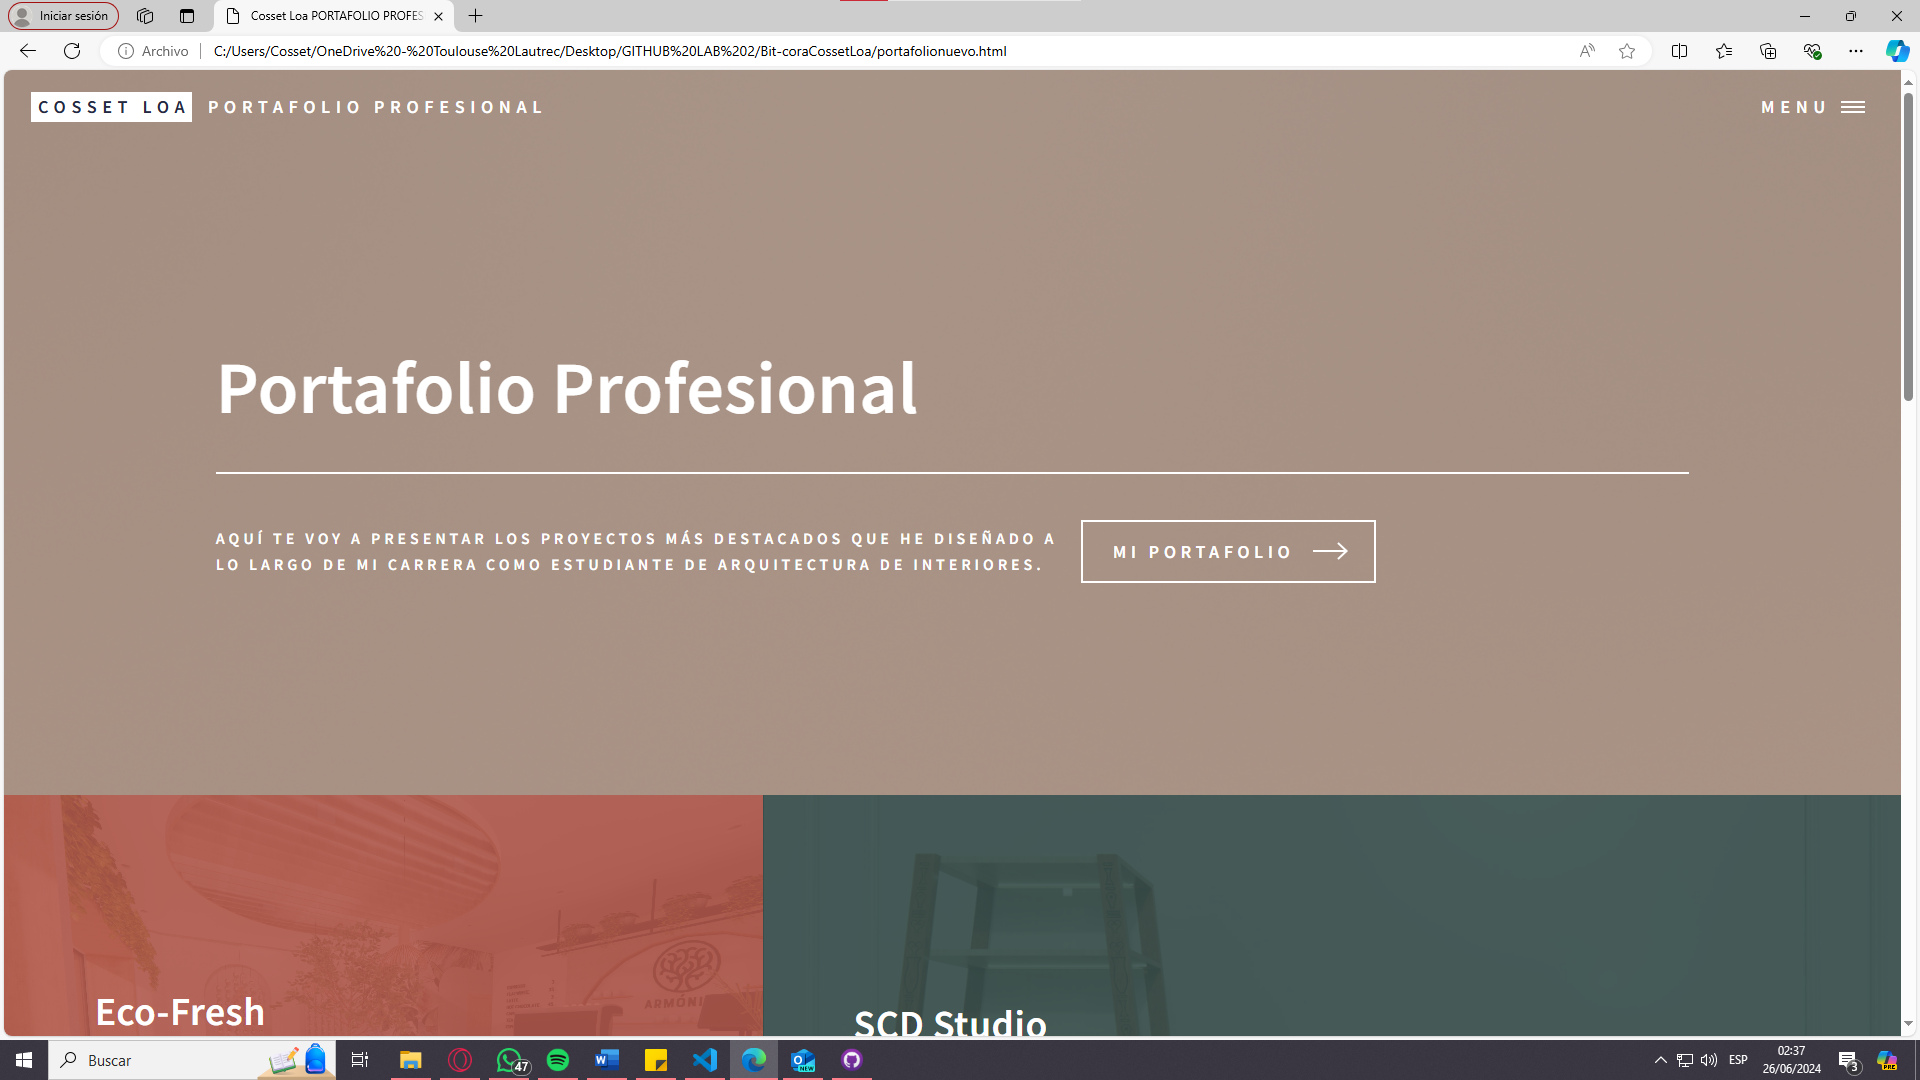 Iniciar sesión
Cosset Loa PORTAFOLIO PROFES
Archivo
C:/Users/Cosset/OneDrive%20-%20Toulouse%20Lautrec/Desktop/GITHUB%20LAB%202/Bit-coraCossetLoa/portafolionuevo.html
COSSET LOA PORTAFOLIO PROFESIONAL
MENU
Portafolio Profesional
AQUÍ TE VOY A PRESENTAR LOS PROYECTOS MÁS DESTACADOS QUE HE DISEÑADO A
LO LARGO DE MI CARRERA COMO ESTUDIANTE DE ARQUITECTURA DE INTERIORES.
MI PORTAFOLIO
Eco-Fresh
SCD Studio
Buscar
47
NEW
ESP
02:37
26/06/2024
3
PRE